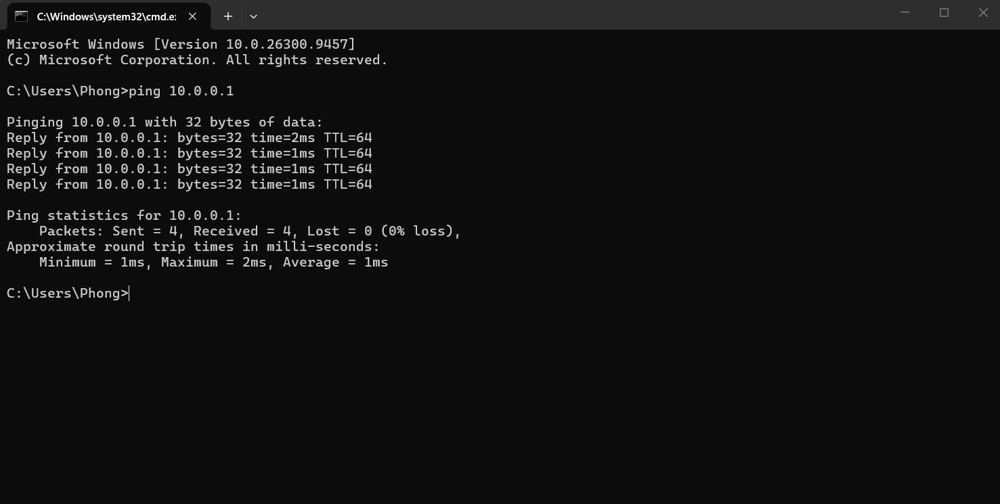 C:\Windows\system32\cmd.e
Microsoft Windows [Version 10.0.26300.9457]
(c) Microsoft Corporation. All rights reserved.
C:\Users\Phong>ping 10.0.0.1
Pinging 10.0.0.1 with 32 bytes of data:
Reply from 10.0.0.1: bytes=32 time=2ms TTL=64
Reply from 10.0.0.1: bytes=32 time=1ms TTL=64
Reply from 10.0.0.1: bytes=32 time=1ms TTL=64
Reply from 10.0.0.1: bytes=32 time=1ms TTL=64
Ping statistics for 10.0.0.1:
    Packets: Sent = 4, Received = 4, Lost = 0 (0% loss),
Approximate round trip times in milli-seconds:
    Minimum = 1ms, Maximum = 2ms, Average = 1ms
C:\Users\Phong>